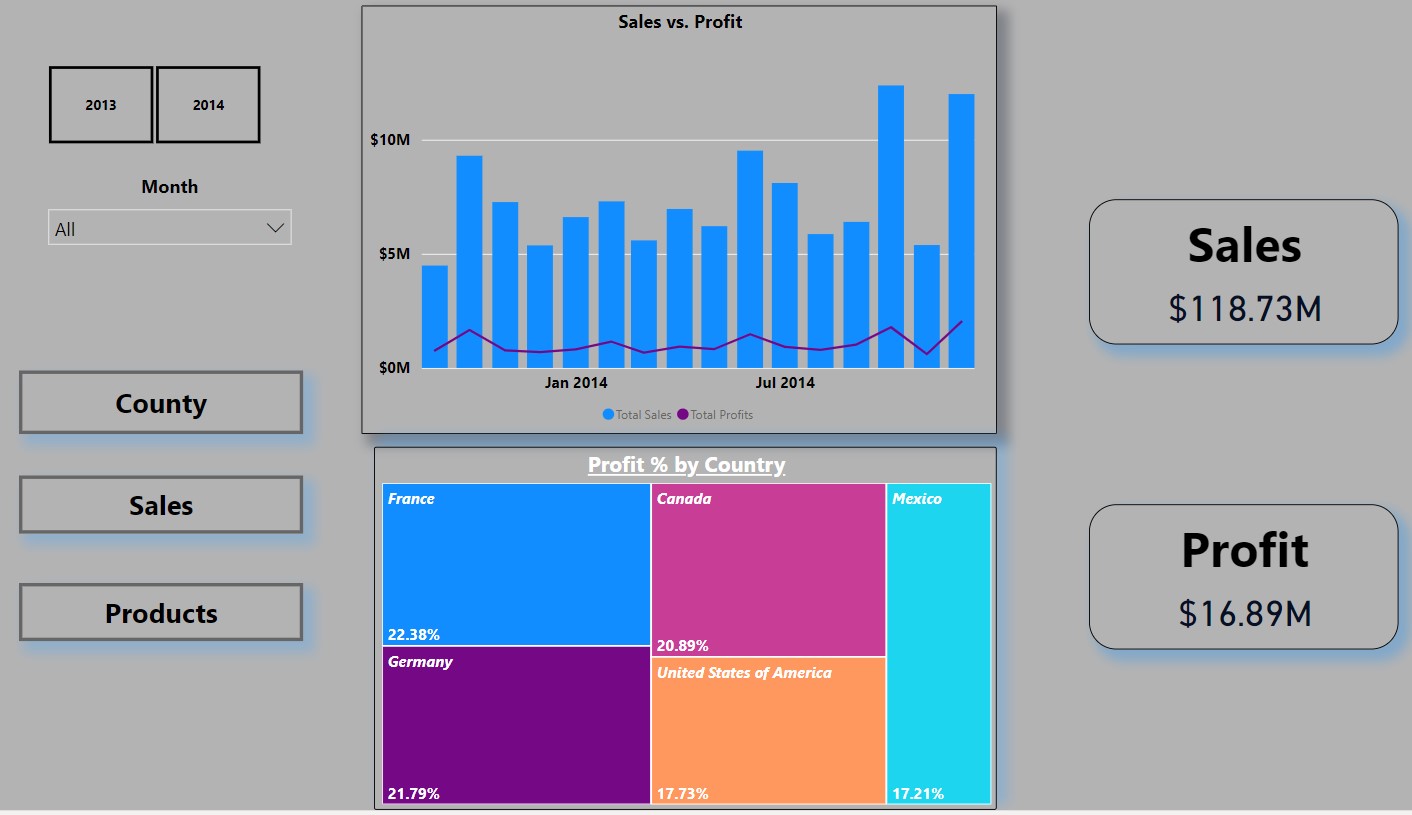 2013
2014
Month
All
County
Sales
Products
Sales vs. Profit
$10M
$5M
$0M
Jan 2014
Jul 2014
Total Sales
Total Profits
Profit % by Country
France
22.38%
Germany
21.79%
Canada
20.89%
United States of America
17.73%
Mexico
17.21%
Sales
$118.73M
Profit
$16.89M